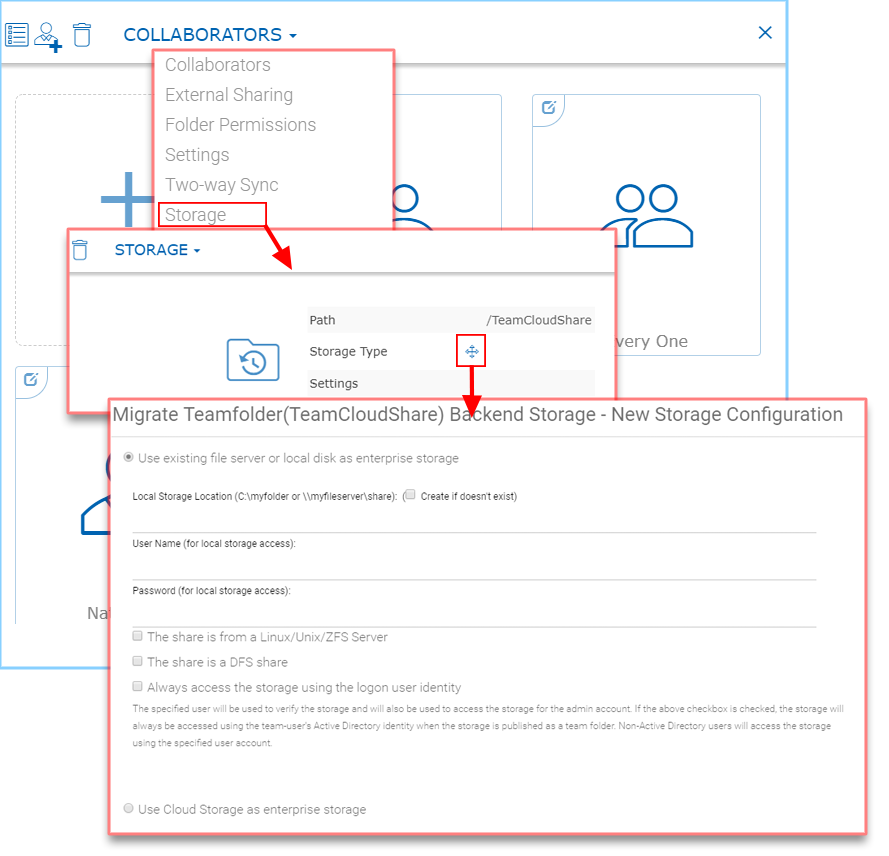 COLLABORATORS
Collaborators
External Sharing
Folder Permissions
Settings
Two-way Sync
Storage
STORAGE
Path /TeamCloudShare
Storage Type
Settings
very One
Migrate Teamfolder(TeamCloudShare) Backend Storage - New Storage Configuration
Use existing file server or local disk as enterprise storage
Local Storage Location (C:\myfolder or \\myfileserver\share): ( Create if doesn't exist)
User Name (for local storage access):
Password (for local storage access):
Na
The share is from a Linux/Unix/ZFS Server
The share is a DFS share
Always access the storage using the logon user identity
The specified user will be used to verify the storage and will also be used to access the storage for the admin account. If the above checkbox is checked, the storage will
always be accessed using the team-user's Active Directory identity when the storage is published as a team folder. Non-Active Directory users will access the storage
using the specified user account.
Use Cloud Storage as enterprise storage